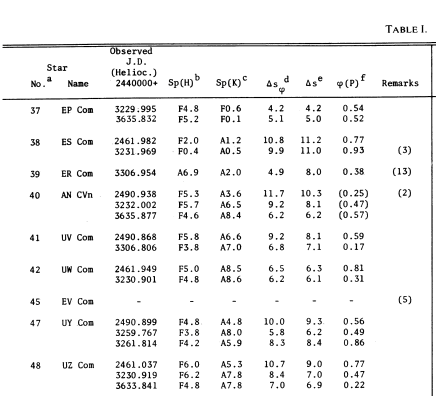 TABLE I.
Observed
J.D.
Star (Helioc.)
No.a Name 2440000+ Sp(H)b Sp(K)c Δsφd Δse φ(P)f Remarks
37 EP Com 3229.995 F4.8 F0.6 4.2 4.2 0.54
3635.832 F5.2 F0.1 5.1 5.0 0.52
38 ES Com 2461.982 F2.0 A1.2 10.8 11.2 0.77
3231.969 F0.4 A0.5 9.9 11.0 0.93 (3)
39 ER Com 3306.954 A6.9 A2.0 4.9 8.0 0.38 (13)
40 AN CVn 2490.938 F5.3 A3.6 11.7 10.3 (0.25) (2)
3232.002 F5.7 A6.5 9.2 8.1 (0.47)
3635.877 F4.6 A8.4 6.2 6.2 (0.57)
41 UV Com 2490.868 F5.8 A6.6 9.2 8.1 0.59
3306.806 F3.8 A7.0 6.8 7.1 0.17
42 UW Com 2461.949 F5.0 A8.5 6.5 6.3 0.81
3230.901 F4.8 A8.6 6.2 6.1 0.31
45 EV Com - - - - - - (5)
47 UY Com 2490.899 F4.8 A4.8 10.0 9.3 0.56
3259.767 F3.8 A8.0 5.8 6.2 0.49
3261.814 F4.2 A5.9 8.3 8.4 0.86
48 UZ Com 2461.037 F6.0 A5.3 10.7 9.0 0.77
3230.919 F6.2 A7.8 8.4 7.0 0.47
3633.841 F4.8 A7.8 7.0 6.9 0.22